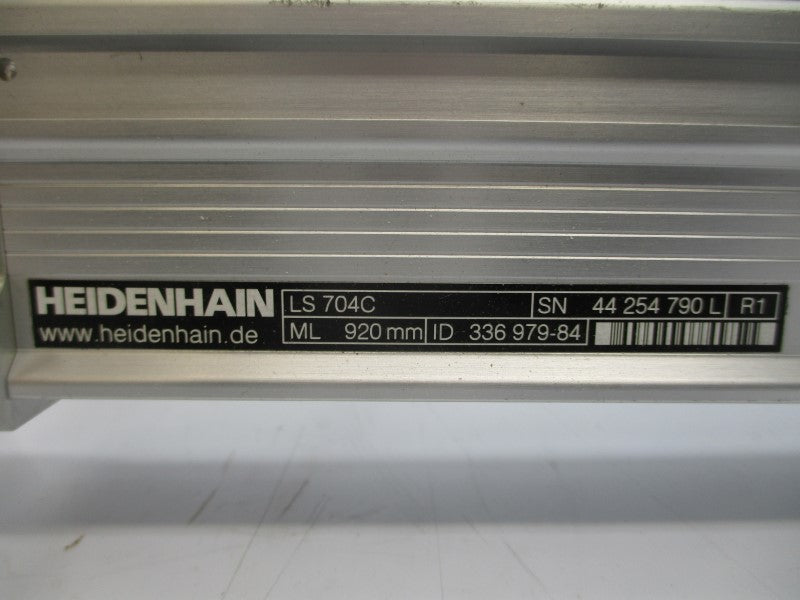 HEIDENHAIN LS 704C SN 44 254 790 L R1
www.heidenhain.de ML 920 mm ID 336 979-84